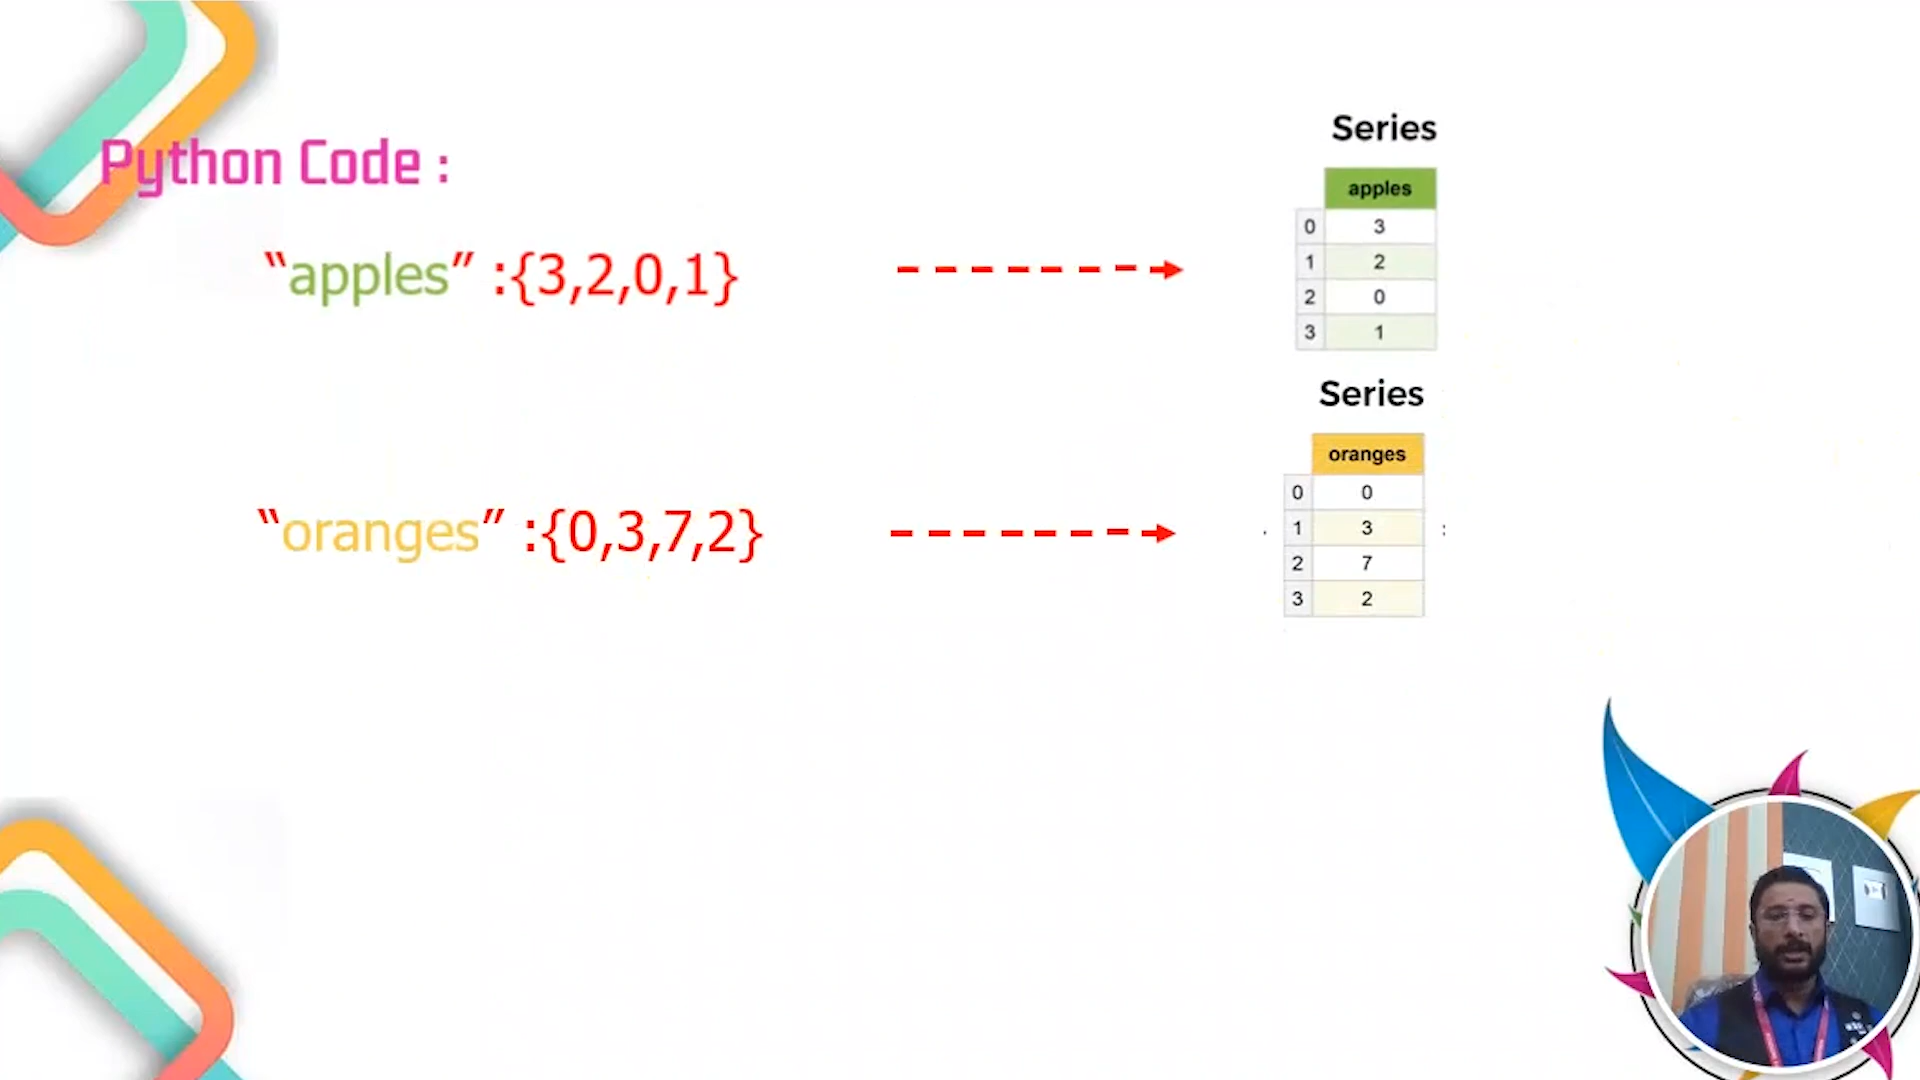 Python Code :
“apples” :{3,2,0,1}
Series
apples
0 3
1 2
2 0
3 1
“oranges” :{0,3,7,2}
Series
oranges
0 0
1 3
2 7
3 2